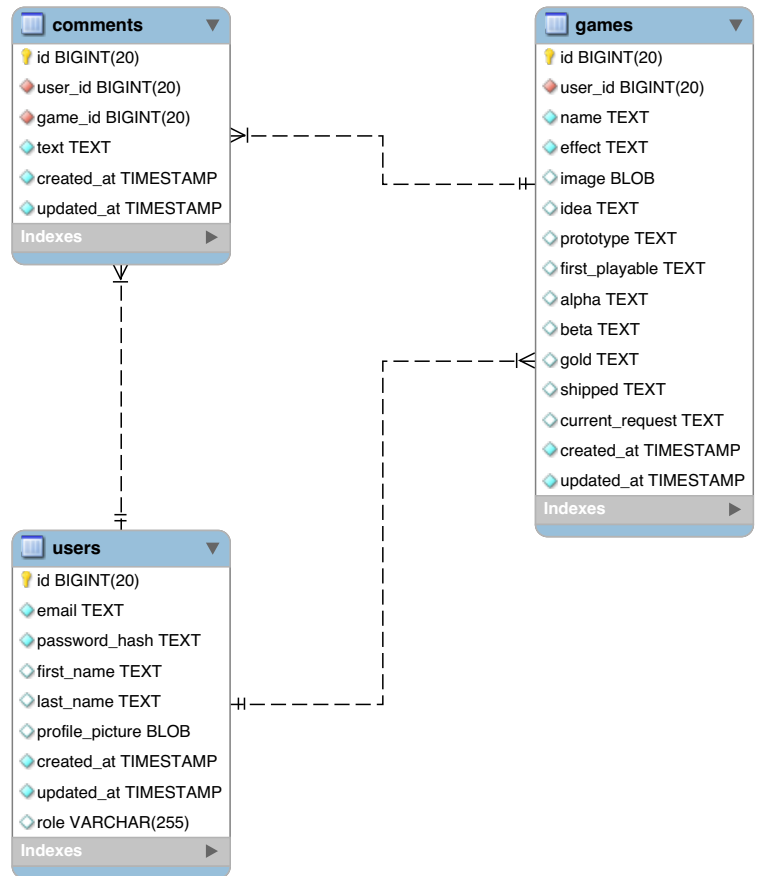 comments
id BIGINT(20)
user_id BIGINT(20)
game_id BIGINT(20)
text TEXT
created_at TIMESTAMP
updated_at TIMESTAMP
Indexes
games
id BIGINT(20)
user_id BIGINT(20)
name TEXT
effect TEXT
image BLOB
idea TEXT
prototype TEXT
first_playable TEXT
alpha TEXT
beta TEXT
gold TEXT
shipped TEXT
current_request TEXT
created_at TIMESTAMP
updated_at TIMESTAMP
Indexes
users
id BIGINT(20)
email TEXT
password_hash TEXT
first_name TEXT
last_name TEXT
profile_picture BLOB
created_at TIMESTAMP
updated_at TIMESTAMP
role VARCHAR(255)
Indexes